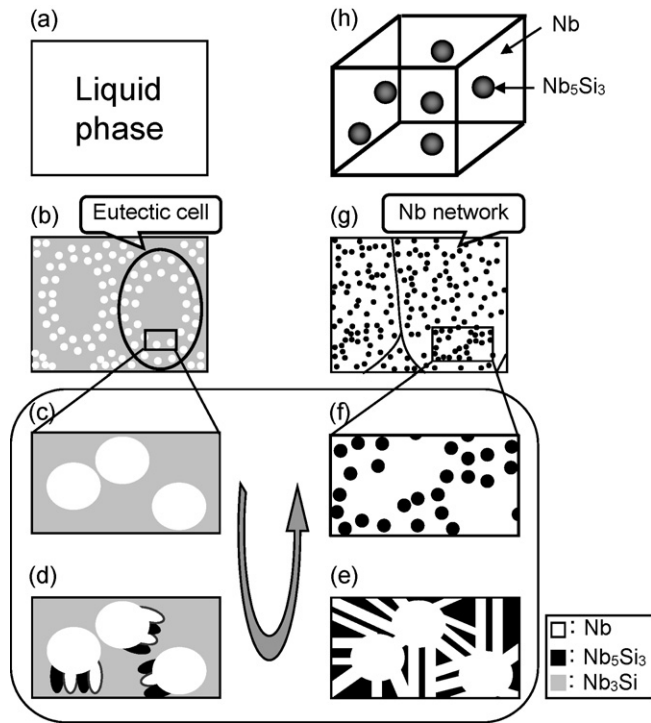 (a)
Liquid
phase
(h)
Nb
Nb₅Si₃
(b)
Eutectic cell
(g)
Nb network
(c)
(f)
(d)
(e)
: Nb
: Nb₅Si₃
: Nb₃Si